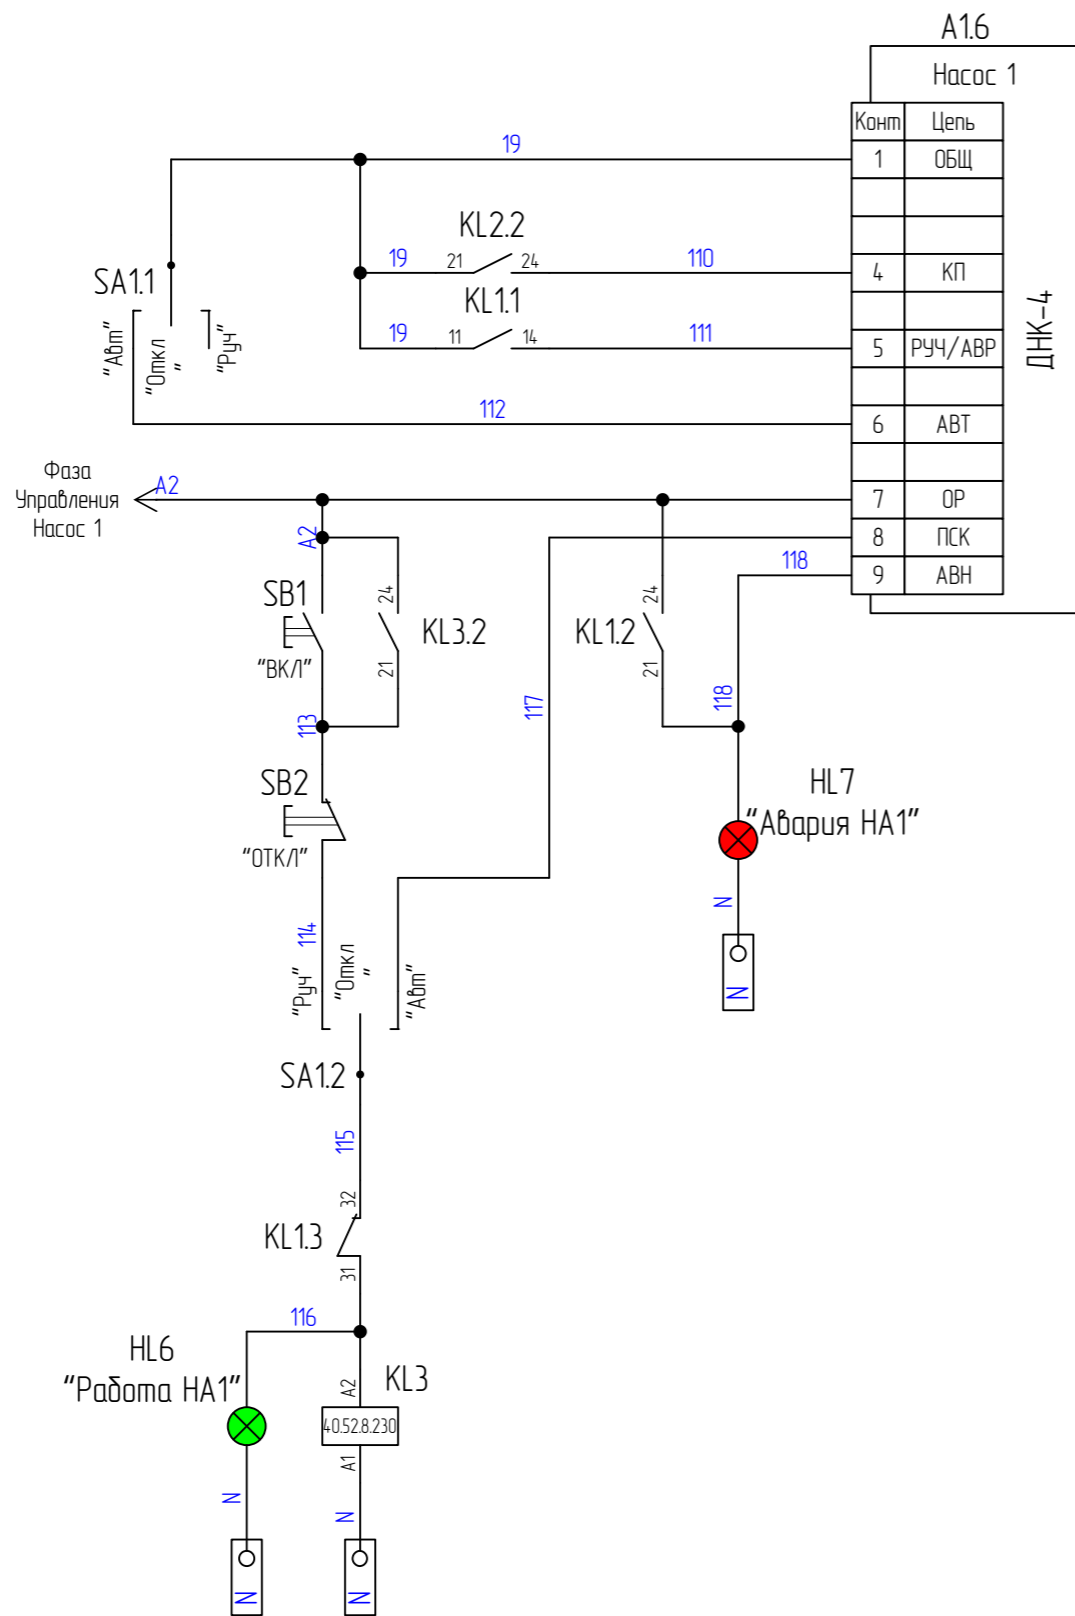 A1.6
Насос 1
Конт Цепь
19
1 ОБЩ
KL2.2
19 21 24 110
4 КП
SA1.1
KL1.1
"Авт"
"Откл"
"Руч"
19 11 14 111
5 РУЧ/АВР
ДНК-4
112
6 АВТ
Фаза
Управления
Насос 1
A2
7 ОР
A2
8 ПСК
118
9 АВН
SB1
"ВКЛ"
24
KL3.2
21
24
KL1.2
21
117
118
113
SB2
"ОТКЛ"
HL7
"Авария НА1"
N
N
114
"Руч"
"Откл"
"Авт"
SA1.2
115
32
KL1.3
31
116
HL6
"Работа НА1"
KL3
A2
40.52.8.230
A1
N
N
N
N